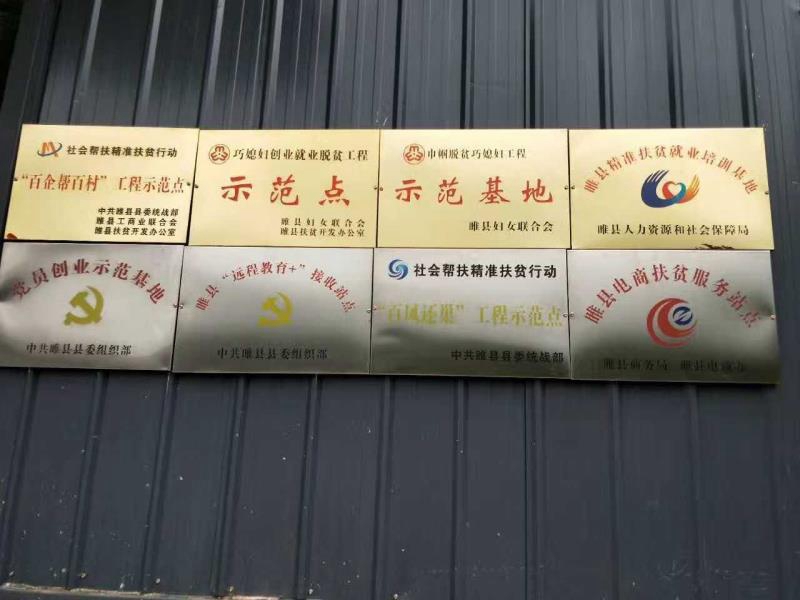 社会帮扶精准扶贫行动
“百企帮百村”工程示范点
中共睢县县委统战部
睢县工商业联合会
睢县扶贫开发办公室
巧媳妇创业就业脱贫工程
示范点
睢县妇女联合会
睢县扶贫开发办公室
巾帼脱贫巧媳妇工程
示范基地
睢县妇女联合会
睢县精准扶贫就业培训基地
睢县人力资源和社会保障局
党员创业示范基地
中共睢县县委组织部
睢县“远程教育+”接收站点
中共睢县县委组织部
社会帮扶精准扶贫行动
“百凤还巢”工程示范点
中共睢县县委统战部
睢县电商扶贫服务站点
睢县商务局 睢县电商办